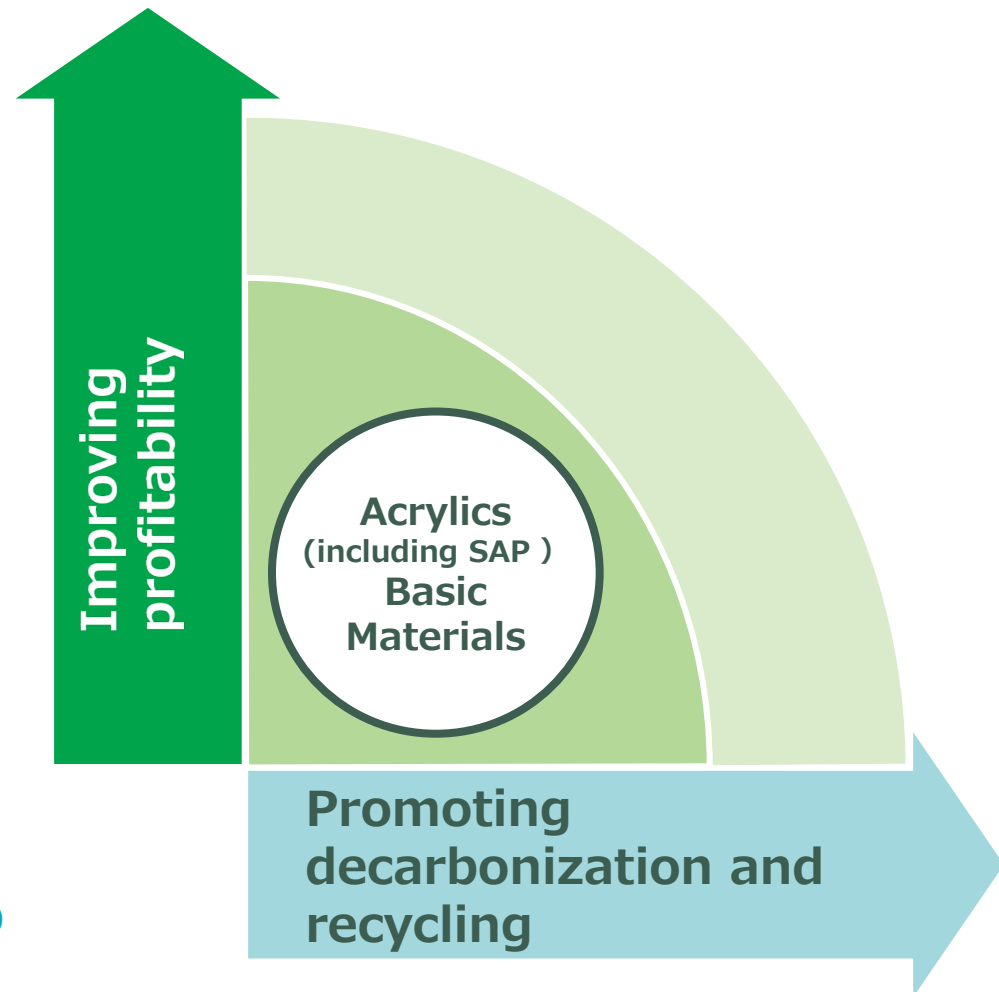 Improving
profitability
Acrylics
(including SAP )
Basic
Materials
Promoting
decarbonization and
recycling